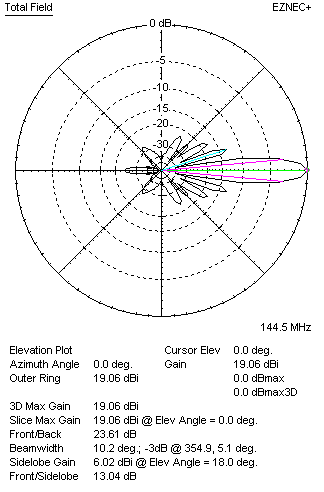 Total Field EZNEC+
0 dB
-5
-10
-15
-20
-30
144.5 MHz
Elevation Plot Cursor Elev 0.0 deg.
Azimuth Angle 0.0 deg. Gain 19.06 dBi
Outer Ring 19.06 dBi 0.0 dBmax
0.0 dBmax3D
3D Max Gain 19.06 dBi
Slice Max Gain 19.06 dBi @ Elev Angle = 0.0 deg.
Front/Back 23.61 dB
Beamwidth 10.2 deg.; -3dB @ 354.9, 5.1 deg.
Sidelobe Gain 6.02 dBi @ Elev Angle = 18.0 deg.
Front/Sidelobe 13.04 dB